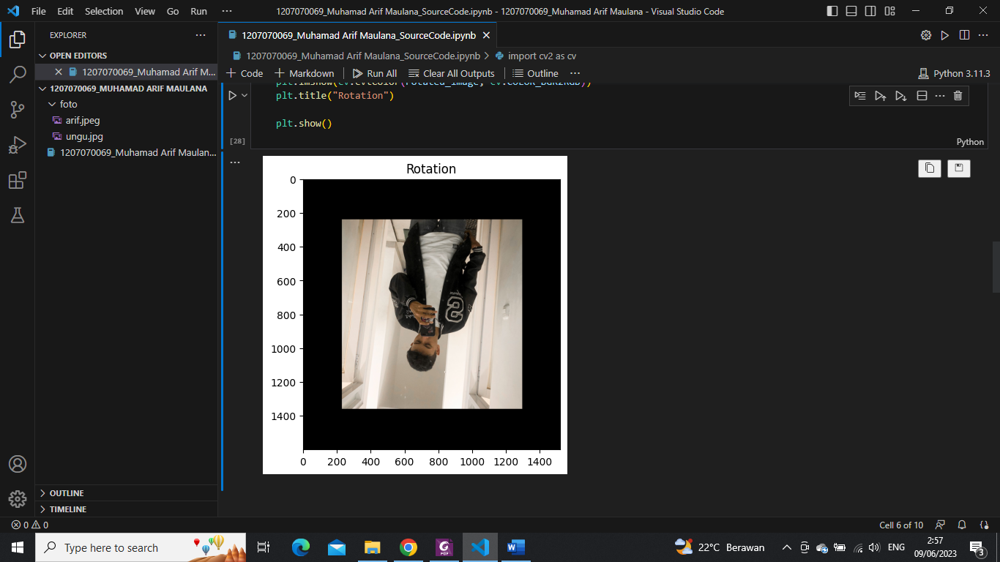 File Edit Selection View Go Run ··· 1207070069_Muhamad Arif Maulana_SourceCode.ipynb - 1207070069_Muhamad Arif Maulana - Visual Studio Code
EXPLORER ···
OPEN EDITORS
1207070069_Muhamad Arif M...
1207070069_MUHAMAD ARIF MAULANA
foto
arif.jpeg
ungu.jpg
1207070069_Muhamad Arif Maulan...
OUTLINE
TIMELINE
1207070069_Muhamad Arif Maulana_SourceCode.ipynb
1207070069_Muhamad Arif Maulana_SourceCode.ipynb > import cv2 as cv
+ Code + Markdown Run All Clear All Outputs Outline ··· Python 3.11.3
plt.imshow(cv.cvtColor(rotated_image, cv.COLOR_BGR2RGB))
plt.title("Rotation")
plt.show()
[28]
Python
Rotation
0
200
400
600
800
1000
1200
1400
0 200 400 600 800 1000 1200 1400
0 0
Cell 6 of 10
Type here to search
22°C Berawan
ENG
2:57
09/06/2023
3